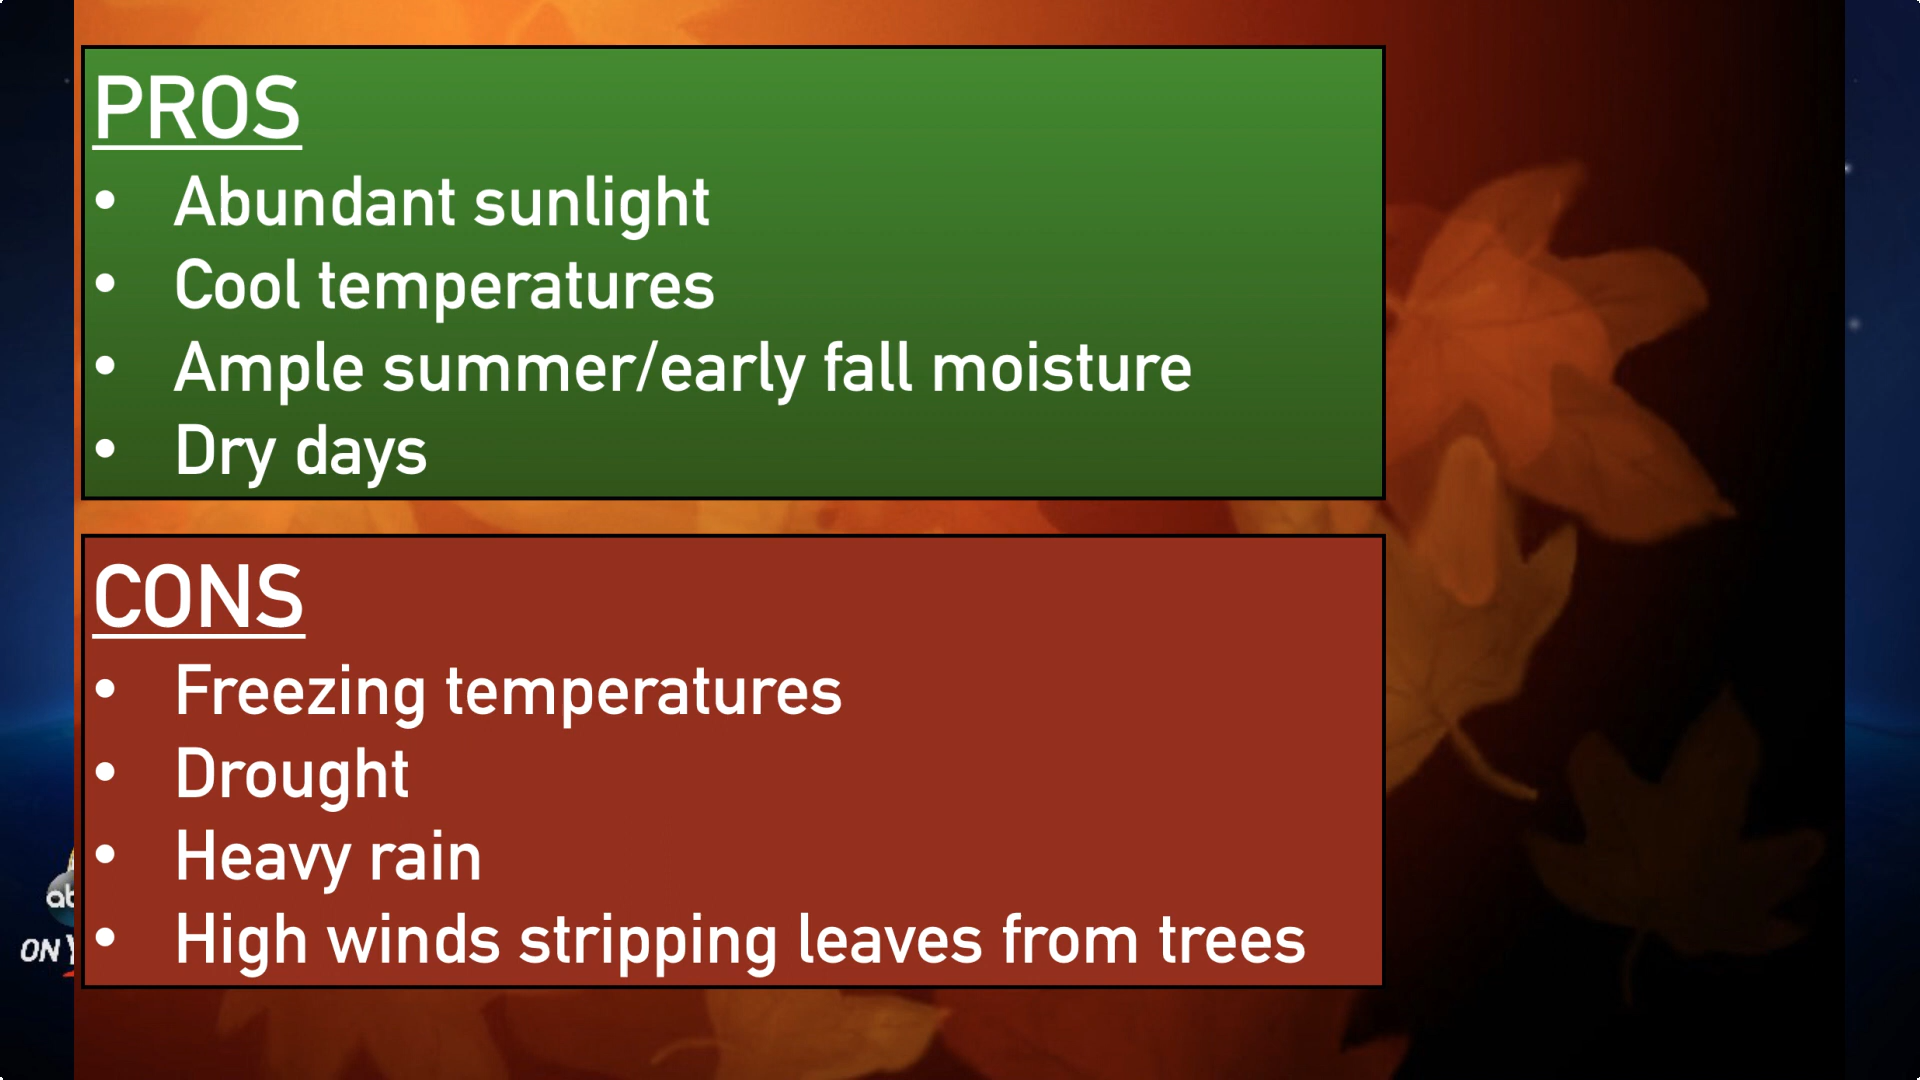 PROS
• Abundant sunlight
• Cool temperatures
• Ample summer/early fall moisture
• Dry days
CONS
• Freezing temperatures
• Drought
• Heavy rain
• High winds stripping leaves from trees
ON